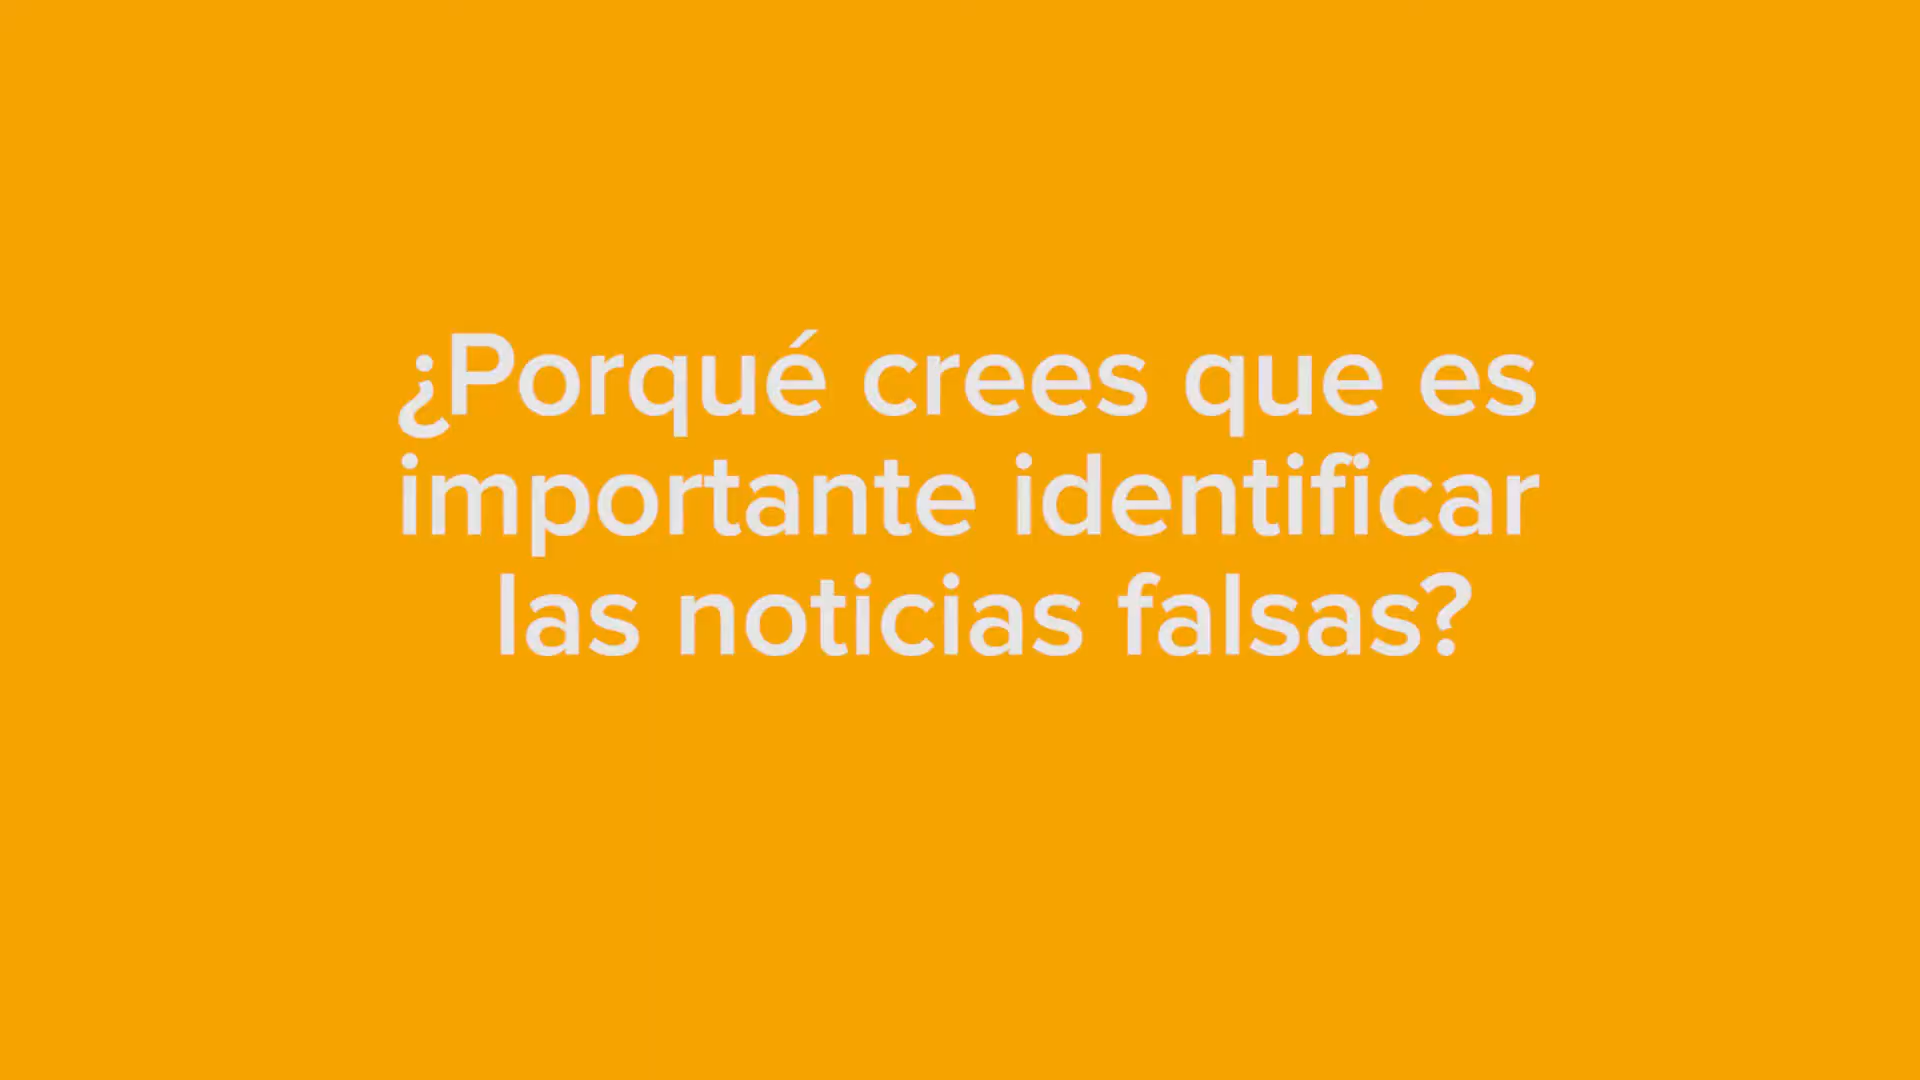 ¿Porqué crees que es
importante identificar
las noticias falsas?